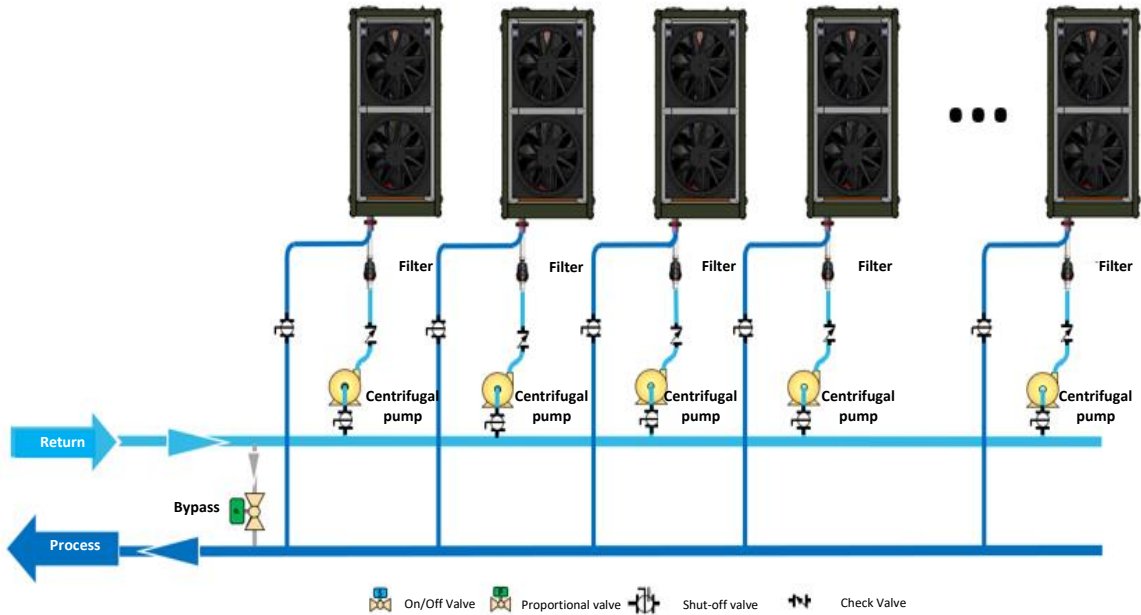 Filter
Filter
Filter
Filter
Filter
Centrifugal
pump
Centrifugal
pump
Centrifugal
pump
Centrifugal
pump
Centrifugal
pump
Return
Bypass
Process
S
On/Off Valve
P
Proportional valve
Shut-off valve
Check Valve